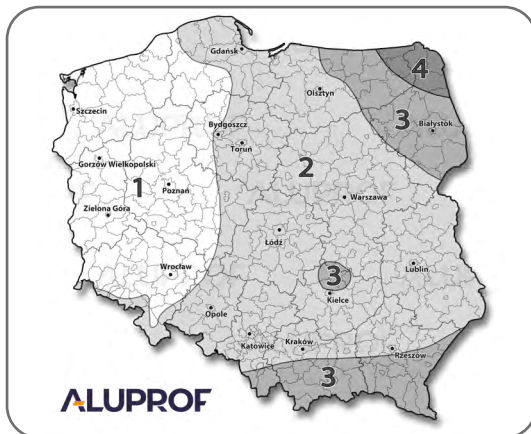 Gdańsk
4
Olsztyn
Szczecin
3
Białystok
Bydgoszcz
Toruń
Gorzów Wielkopolski
1
Poznań
2
Warszawa
Zielona Góra
Łódź
Wrocław
3
Lublin
Kielce
Opole
Katowice
Kraków
Rzeszów
3
ALUPROF